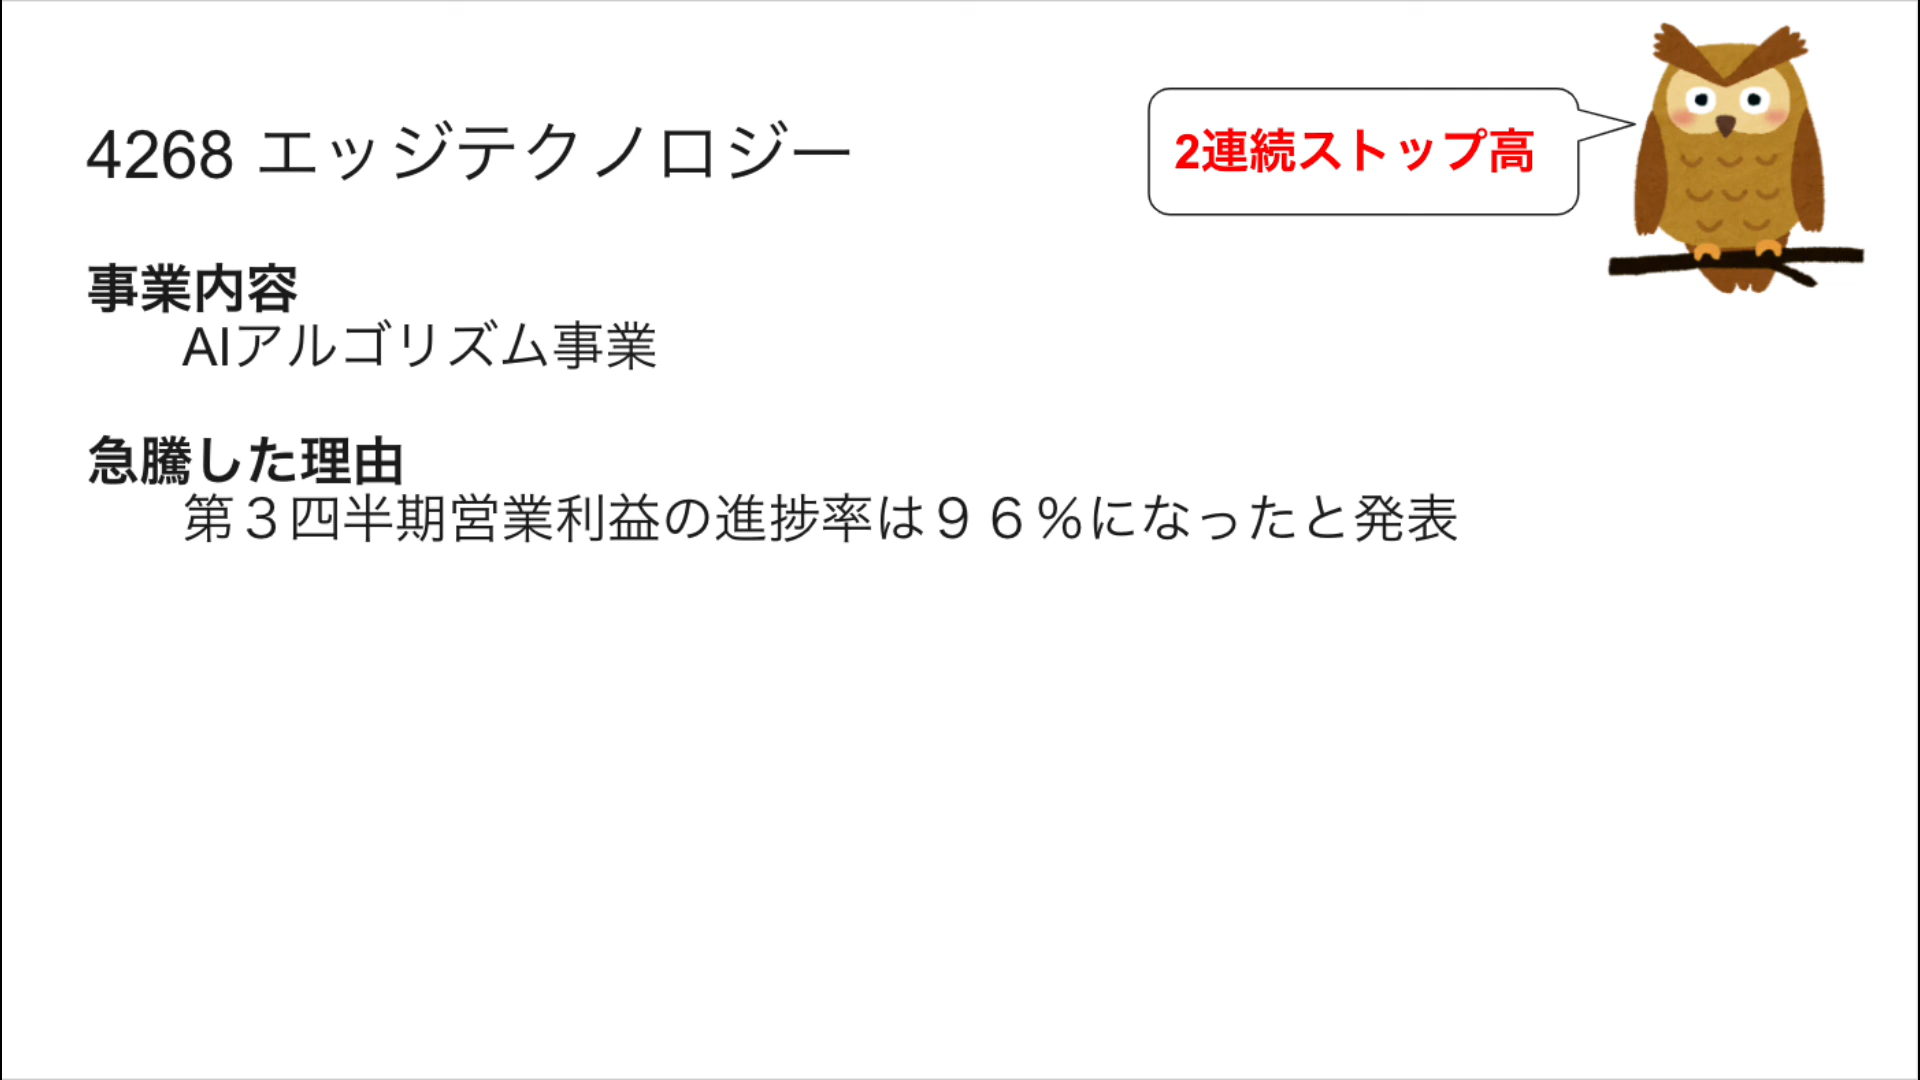 4268 エッジテクノロジー
2連続ストップ高
事業内容
AIアルゴリズム事業
急騰した理由
第３四半期営業利益の進捗率は９６％になったと発表